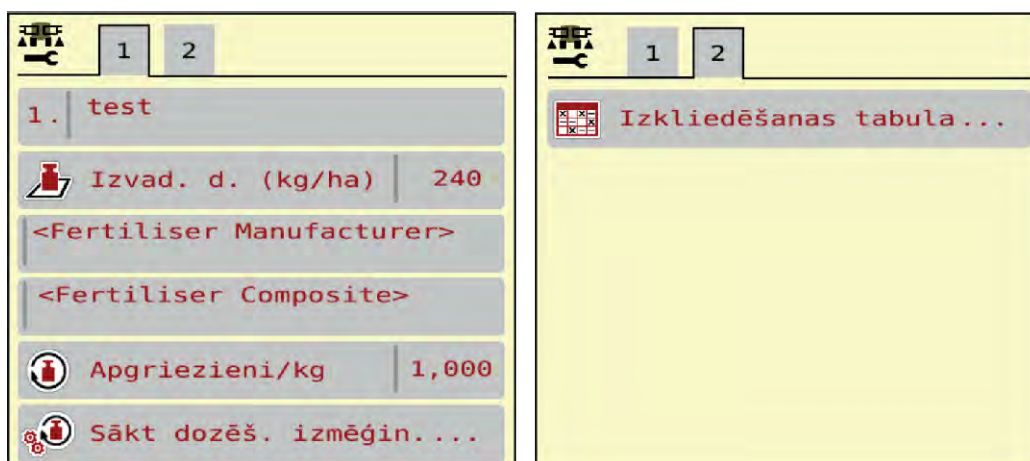 1 2
1. test
Izvad. d. (kg/ha) 240
<Fertiliser Manufacturer>
<Fertiliser Composite>
Apgriezieni/kg 1,000
Sākt dozēš. izmēģin....
1 2
Izkliedēšanas tabula...